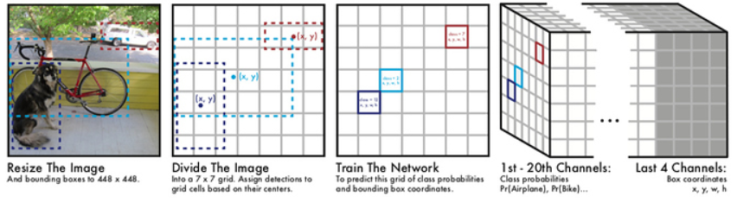 (x, y)
(x, y)
(x, y)
Resize The Image
And bounding boxes to 448 x 448.
Divide The Image
Into a 7 x 7 grid. Assign detections to
grid cells based on their centers.
Train The Network
To predict this grid of class probabilities
and bounding box coordinates.
1st - 20th Channels:
Class probabilities
Pr(Airplane), Pr(Bike)...
Last 4 Channels:
Box coordinates
x, y, w, h